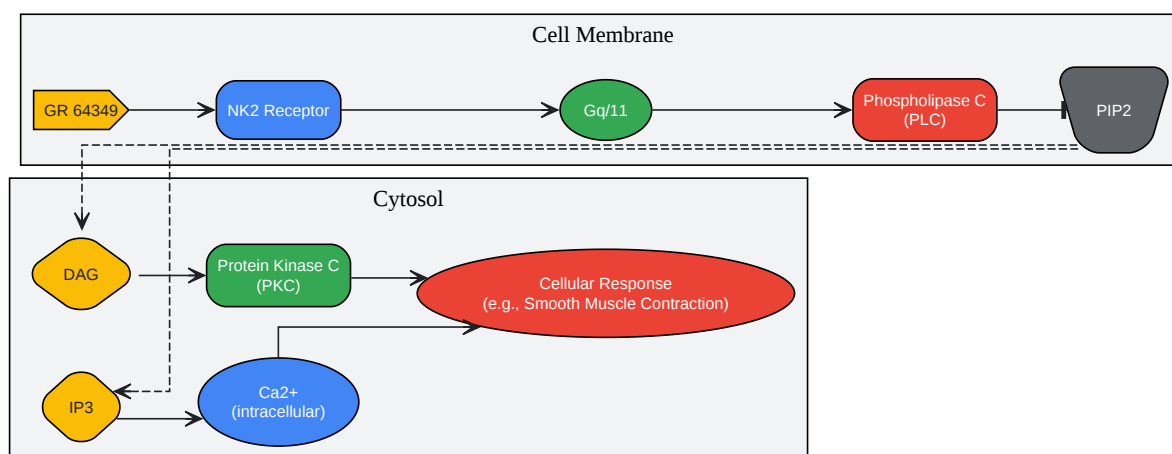 Cell Membrane
GR 64349
NK2 Receptor
Gq/11
Phospholipase C
(PLC)
PIP2
Cytosol
DAG
Protein Kinase C
(PKC)
Cellular Response
(e.g., Smooth Muscle Contraction)
IP3
Ca2+
(intracellular)